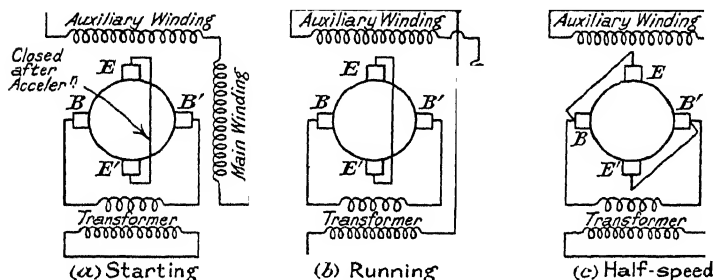 Auxiliary Winding
Closed
after
Acceler.n
E
B
B'
E'
Main Winding
Transformer
(a) Starting
Auxiliary Winding
E
B
B'
E'
Transformer
(b) Running
Auxiliary Winding
E
B'
B
E'
Transformer
(c) Half-speed